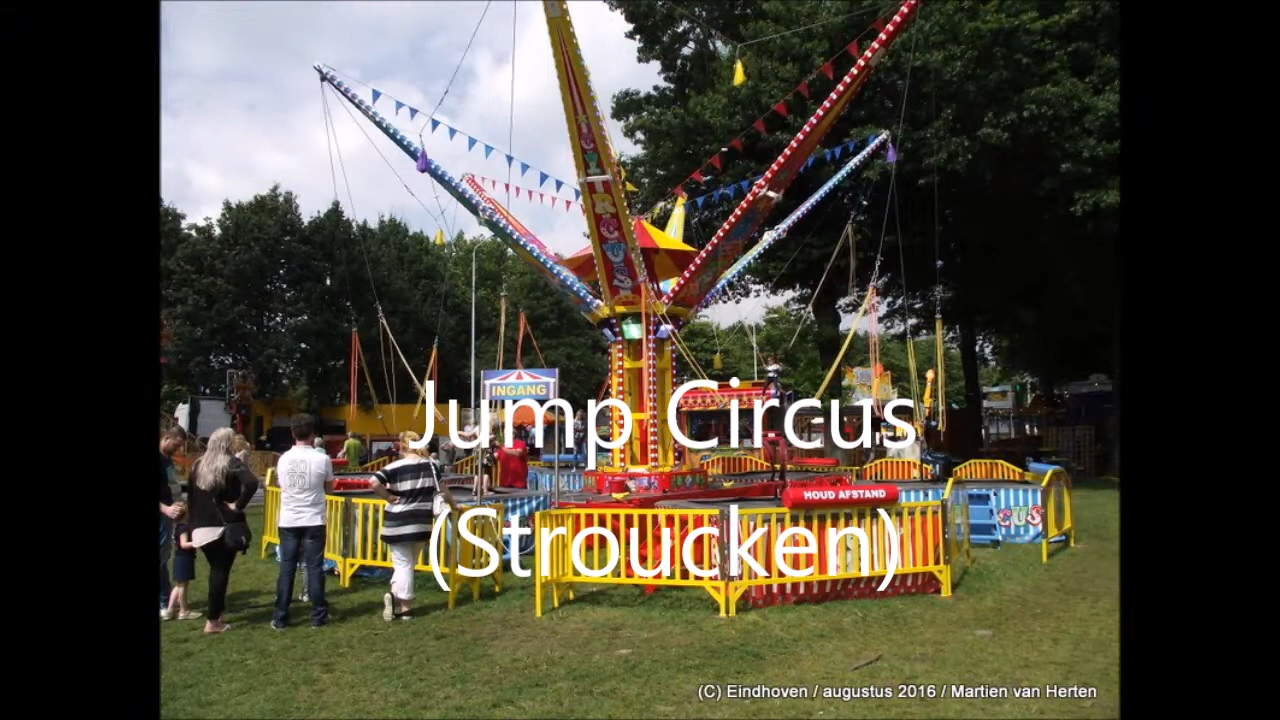 INGANG
Jump Circus
HOUD AFSTAND
CUS
(Stroucken)
(C) Eindhoven / augustus 2016 / Martien van Herten